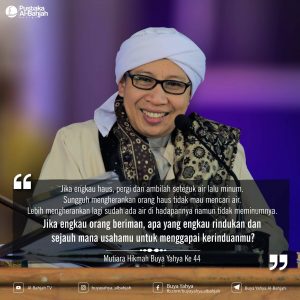 Pustaka
Al-Bahjah
Jika engkau haus, pergi dan ambilah seteguk air lalu minum.
Sungguh mengherankan orang haus tidak mau mencari air.
Lebih mengherankan lagi sudah ada air di hadapannya namun tidak meminumnya.
Jika engkau orang beriman, apa yang engkau rindukan dan
sejauh mana usahamu untuk menggapai kerinduanmu?
Mutiara Hikmah Buya Yahya Ke 44
Al Bahjah TV
buyayahya_albahjah
Buya Yahya
Buya Yahya Al Bahjah